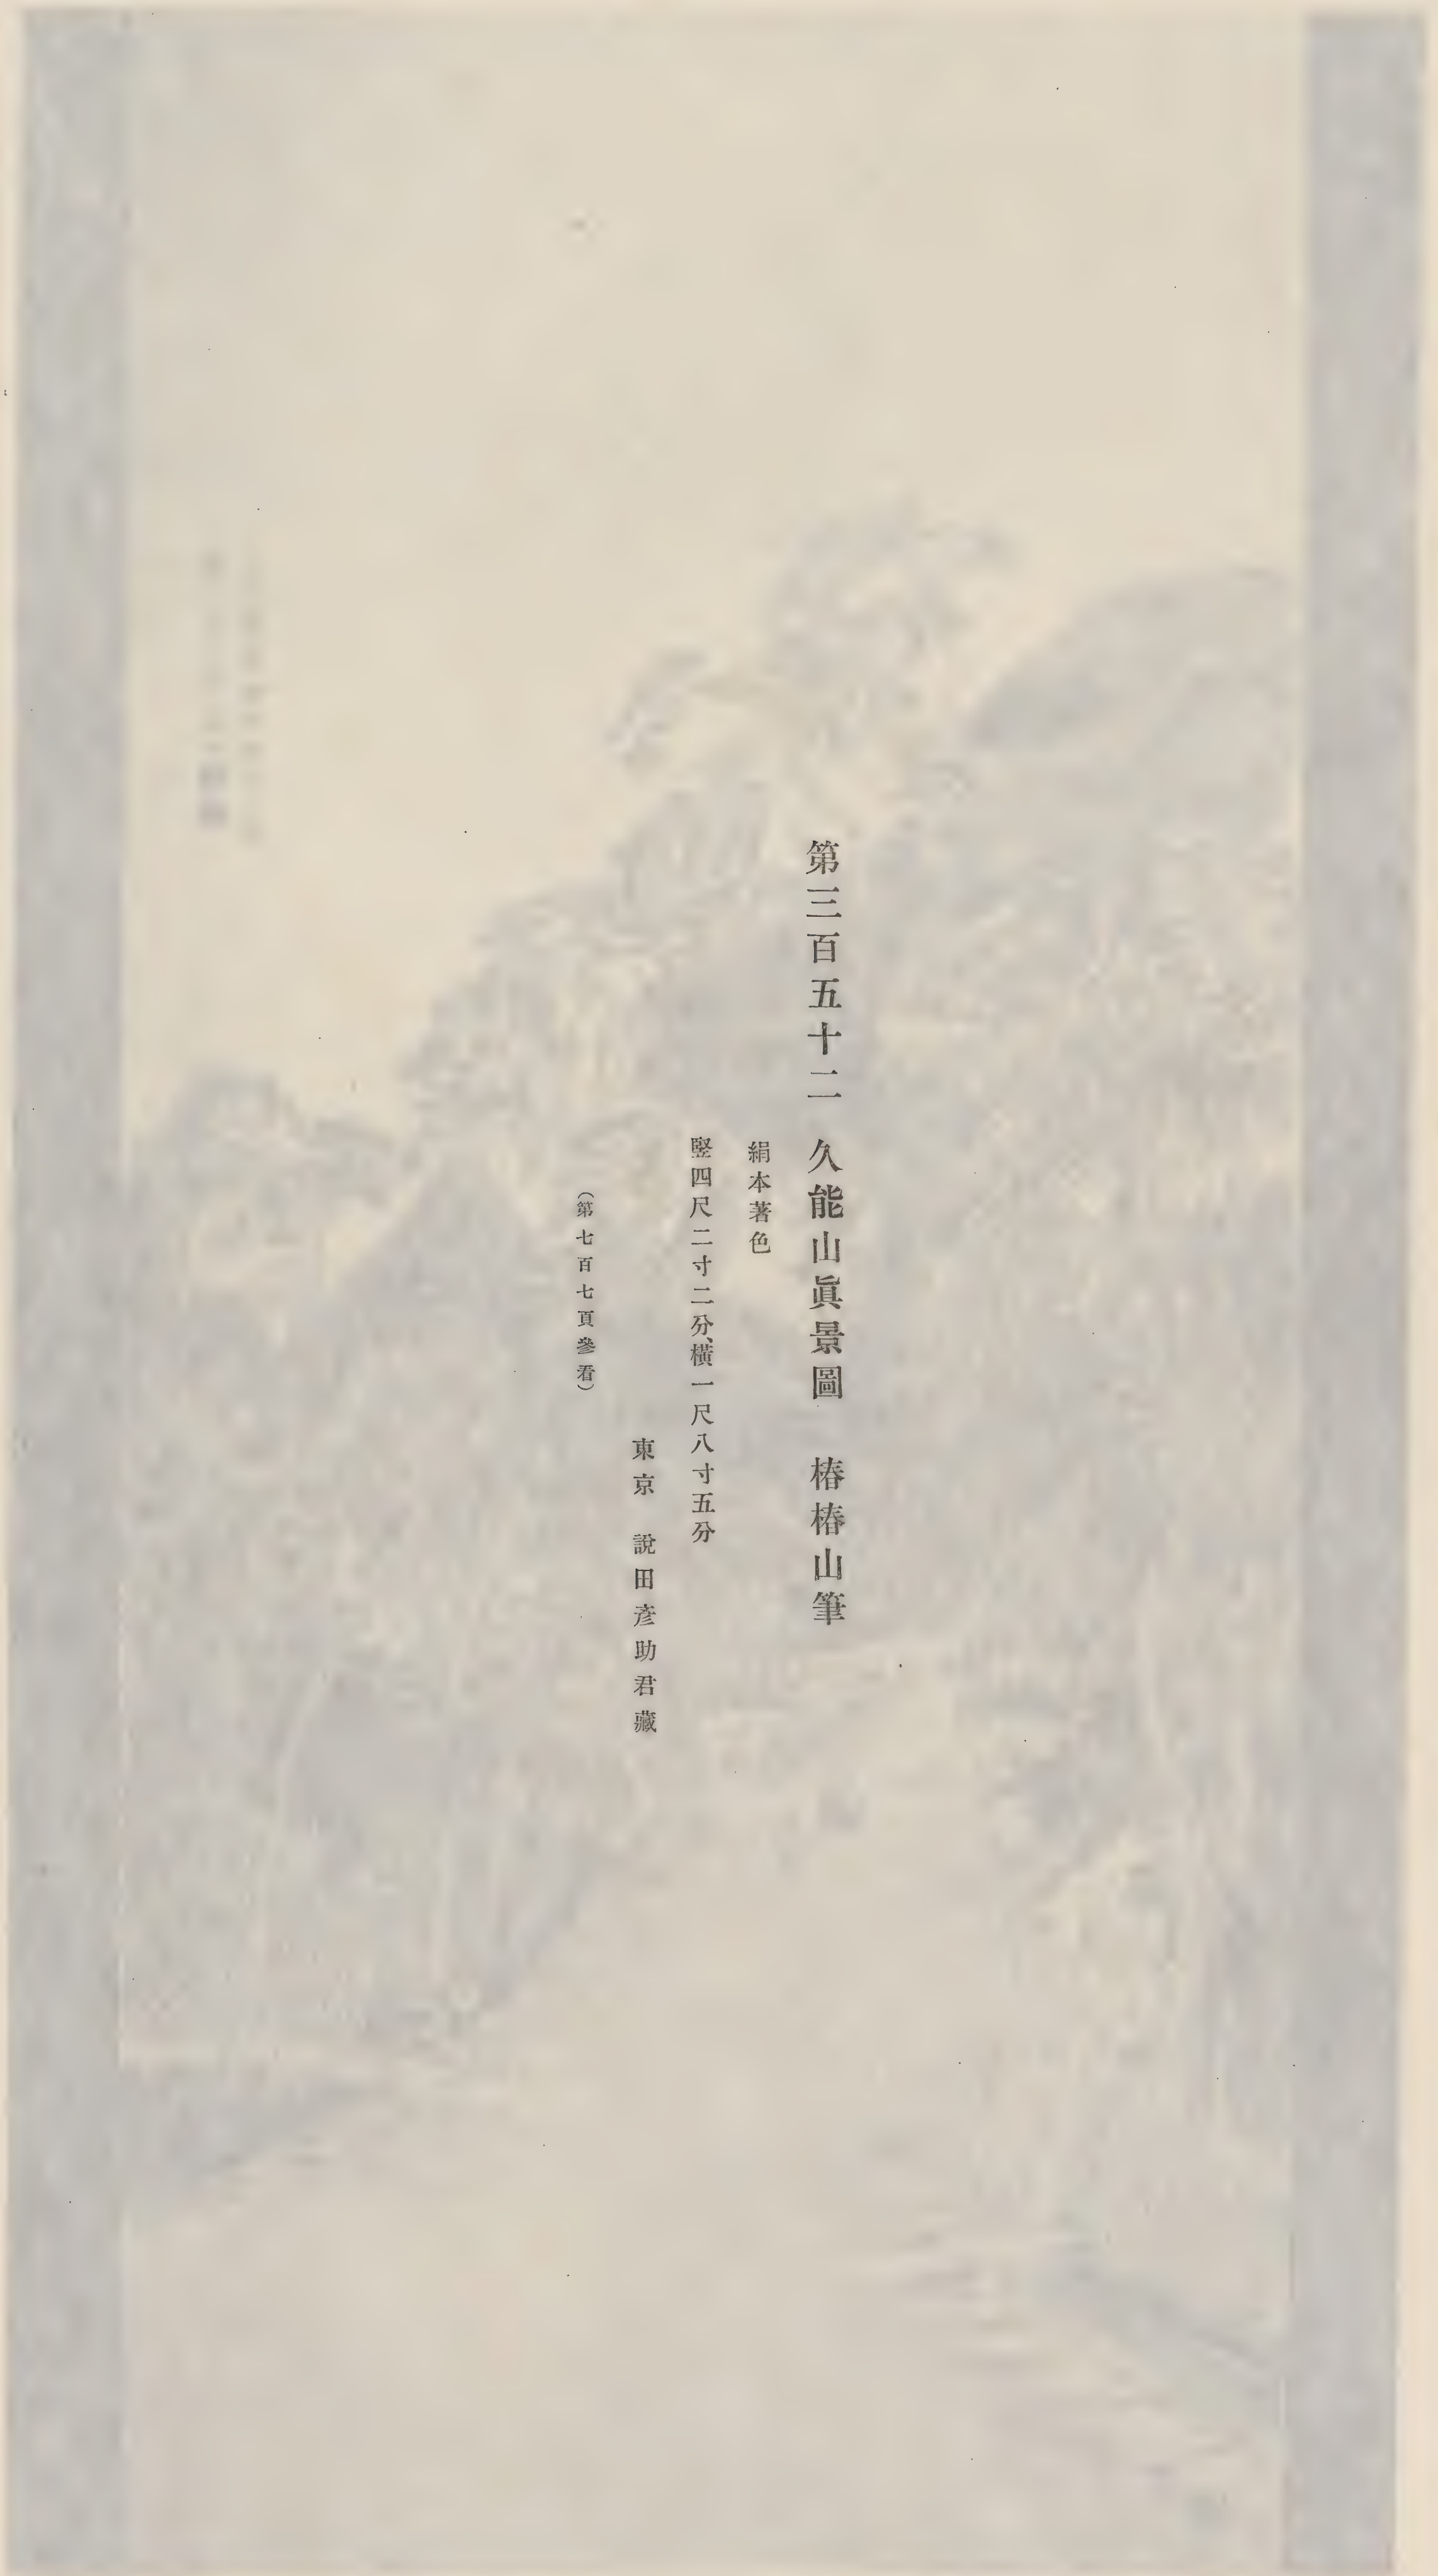 第三百五十二　久能山眞景圖　椿椿山筆
絹本著色
竪四尺二寸二分、橫一尺八寸五分
東京　說田彥助君藏
（第七百七頁參看）